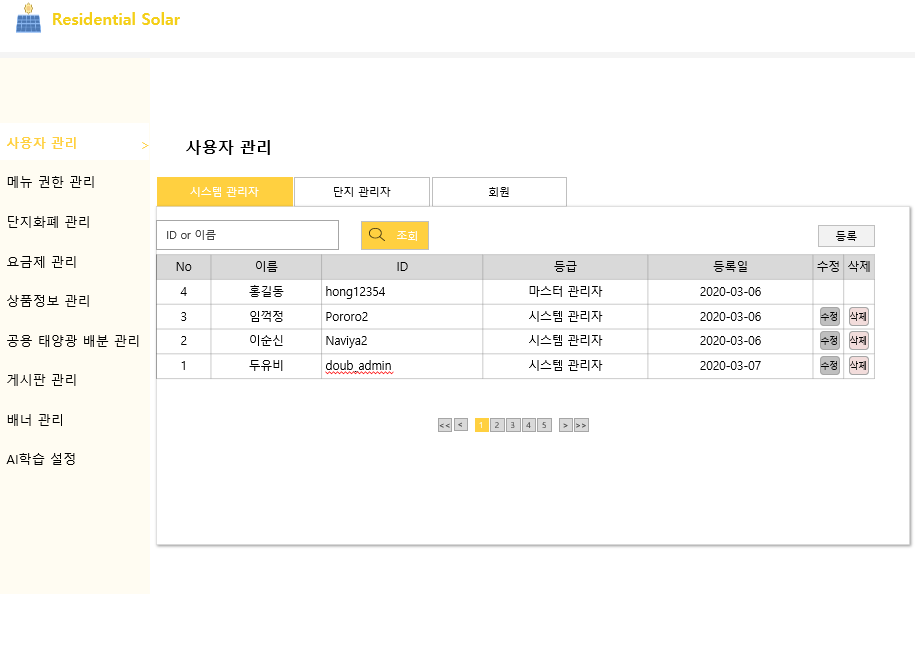 Residential Solar
사용자 관리 >
메뉴 권한 관리
단지화폐 관리
요금제 관리
상품정보 관리
공용 태양광 배분 관리
게시판 관리
배너 관리
AI학습 설정
사용자 관리
시스템 관리자 단지 관리자 회원
ID or 이름 조회 등록
No 이름 ID 등급 등록일 수정 삭제
4 홍길동 hong12354 마스터 관리자 2020-03-06
3 임꺽정 Pororo2 시스템 관리자 2020-03-06 수정 삭제
2 이순신 Naviya2 시스템 관리자 2020-03-06 수정 삭제
1 두유비 doub_admin 시스템 관리자 2020-03-07 수정 삭제
<< < 1 2 3 4 5 > >>